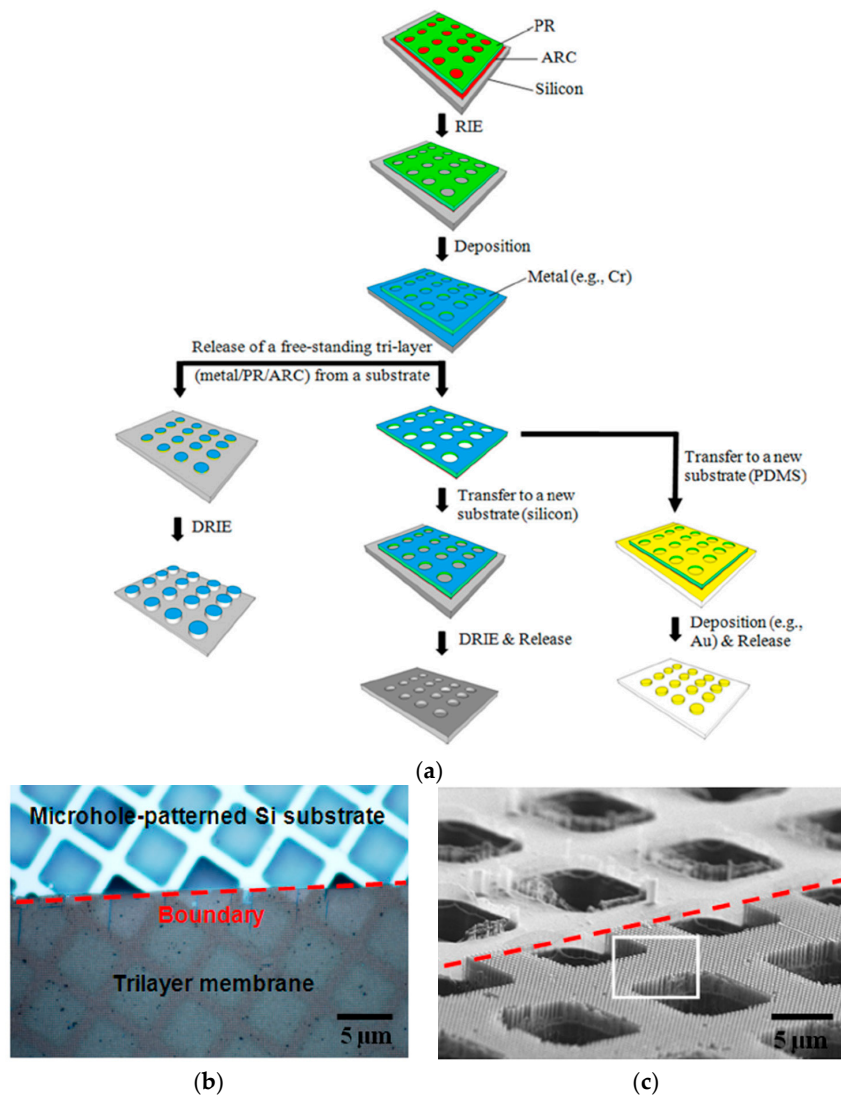 PR
ARC
Silicon
RIE
Deposition
Metal (e.g., Cr)
Release of a free-standing tri-layer
(metal/PR/ARC) from a substrate
Transfer to a new
substrate (PDMS)
Transfer to a new
substrate (silicon)
DRIE
DRIE & Release
Deposition (e.g.,
Au) & Release
(a)
Microhole-patterned Si substrate
Boundary
Trilayer membrane
5 μm
5 μm
(b)
(c)